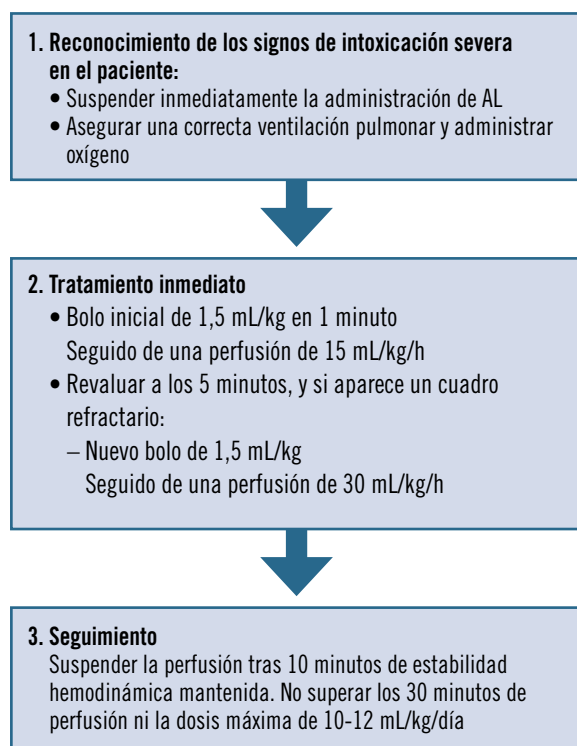 1. Reconocimiento de los signos de intoxicación severa
en el paciente:
• Suspender inmediatamente la administración de AL
• Asegurar una correcta ventilación pulmonar y administrar
oxígeno
2. Tratamiento inmediato
• Bolo inicial de 1,5 mL/kg en 1 minuto
Seguido de una perfusión de 15 mL/kg/h
• Revaluar a los 5 minutos, y si aparece un cuadro
refractario:
– Nuevo bolo de 1,5 mL/kg
Seguido de una perfusión de 30 mL/kg/h
3. Seguimiento
Suspender la perfusión tras 10 minutos de estabilidad
hemodinámica mantenida. No superar los 30 minutos de
perfusión ni la dosis máxima de 10-12 mL/kg/día